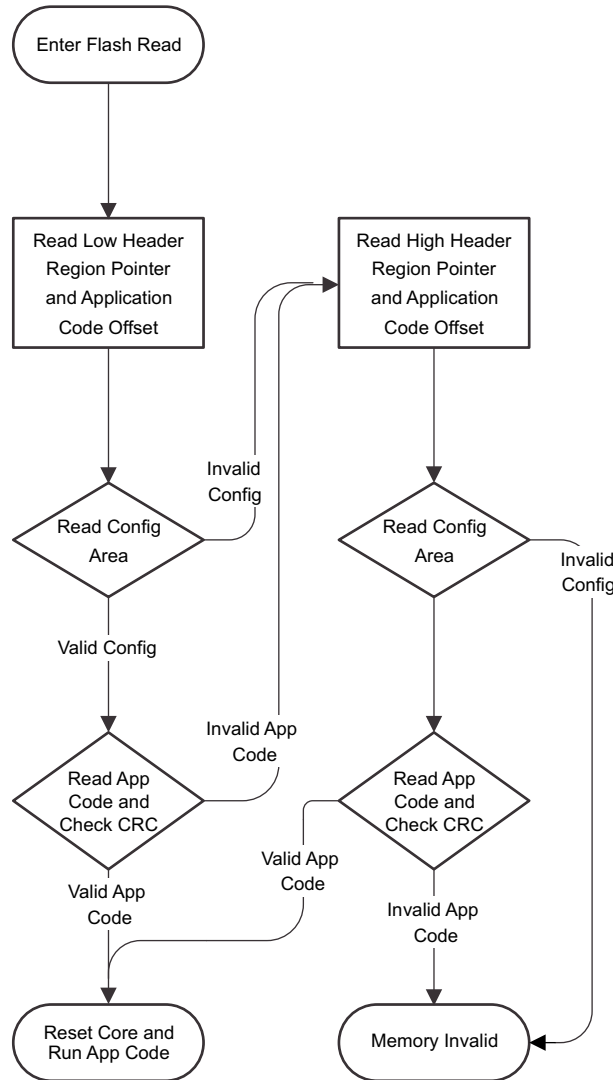 Enter Flash Read
Read Low Header
Region Pointer
and Application
Code Offset
Read High Header
Region Pointer
and Application
Code Offset
Invalid
Config
Read Config
Area
Read Config
Area
Invalid
Config
Valid Config
Invalid App
Code
Read App
Code and
Check CRC
Read App
Code and
Check CRC
Valid App
Code
Valid App
Code
Invalid App
Code
Reset Core and
Run App Code
Memory Invalid